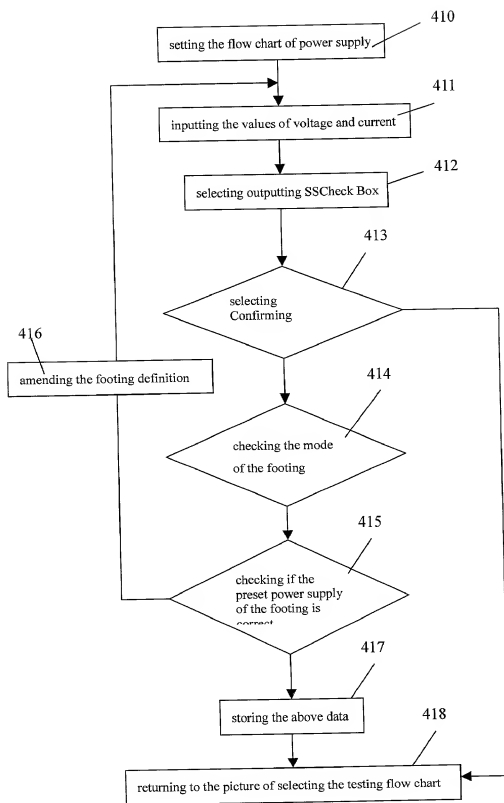 setting the flow chart of power supply
410
inputting the values of voltage and current
411
selecting outputting SSCheck Box
412
selecting
Confirming
413
416
amending the footing definition
checking the mode
of the footing
414
checking if the
preset power supply
of the footing is
correct
415
storing the above data
417
returning to the picture of selecting the testing flow chart
418